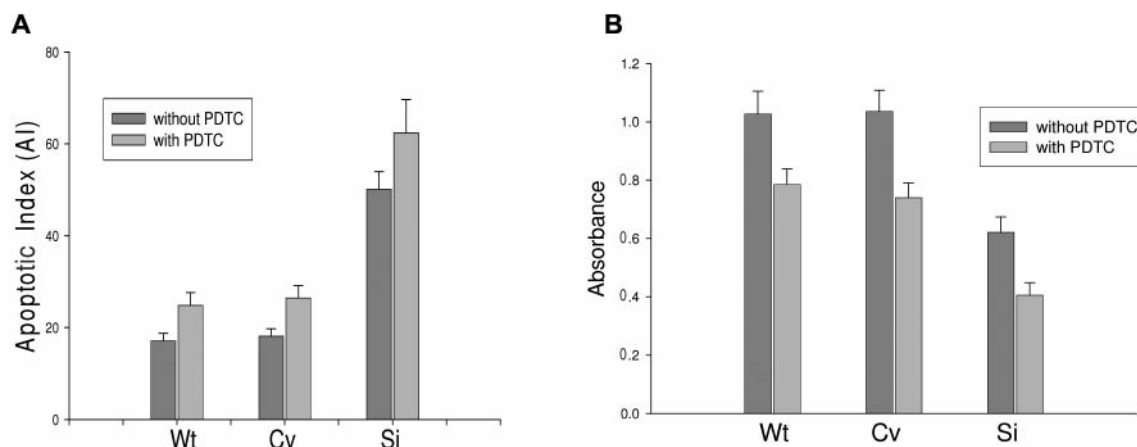 A
Apoptotic Index (AI)
80
60
40
20
0
without PDTC
with PDTC
Wt Cv Si
B
Absorbance
1.2
1.0
0.8
0.6
0.4
0.2
0.0
without PDTC
with PDTC
Wt Cv Si